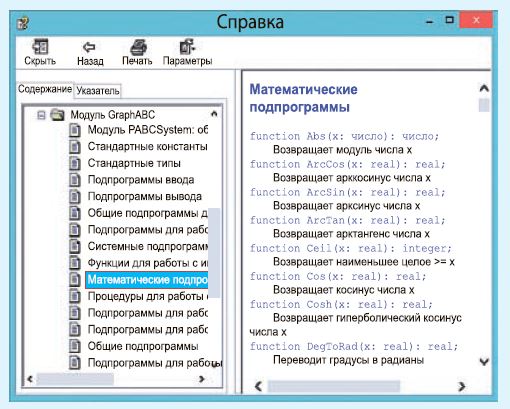 Справка
Скрыть Назад Печать Параметры
Содержание Указатель
Модуль GraphABC
Модуль PABCSystem: об
Стандартные константы
Стандартные типы
Подпрограммы ввода
Подпрограммы вывода
Общие подпрограммы д
Подпрограммы для рабо
Системные подпрограмм
Функции для работы с и
Математические подпро
Процедуры для работы
Подпрограммы для рабо
Подпрограммы для рабо
Общие подпрограммы
Подпрограммы для работы
Математические
подпрограммы
function Abs(x: число): число;
Возвращает модуль числа x
function ArcCos(x: real): real;
Возвращает арккосинус числа x
function ArcSin(x: real): real;
Возвращает арксинус числа x
function ArcTan(x: real): real;
Возвращает арктангенс числа x
function Ceil(x: real): integer;
Возвращает наименьшее целое >= x
function Cos(x: real): real;
Возвращает косинус числа x
function Cosh(x: real): real;
Возвращает гиперболический косинус
числа x
function DegToRad(x: real): real;
Переводит градусы в радианы